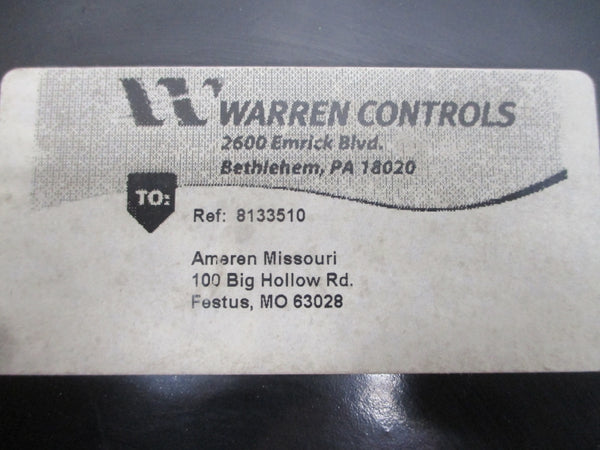 WARREN CONTROLS
2600 Emrick Blvd.
Bethlehem, PA 18020
TO:
Ref: 8133510
Ameren Missouri
100 Big Hollow Rd.
Festus, MO 63028